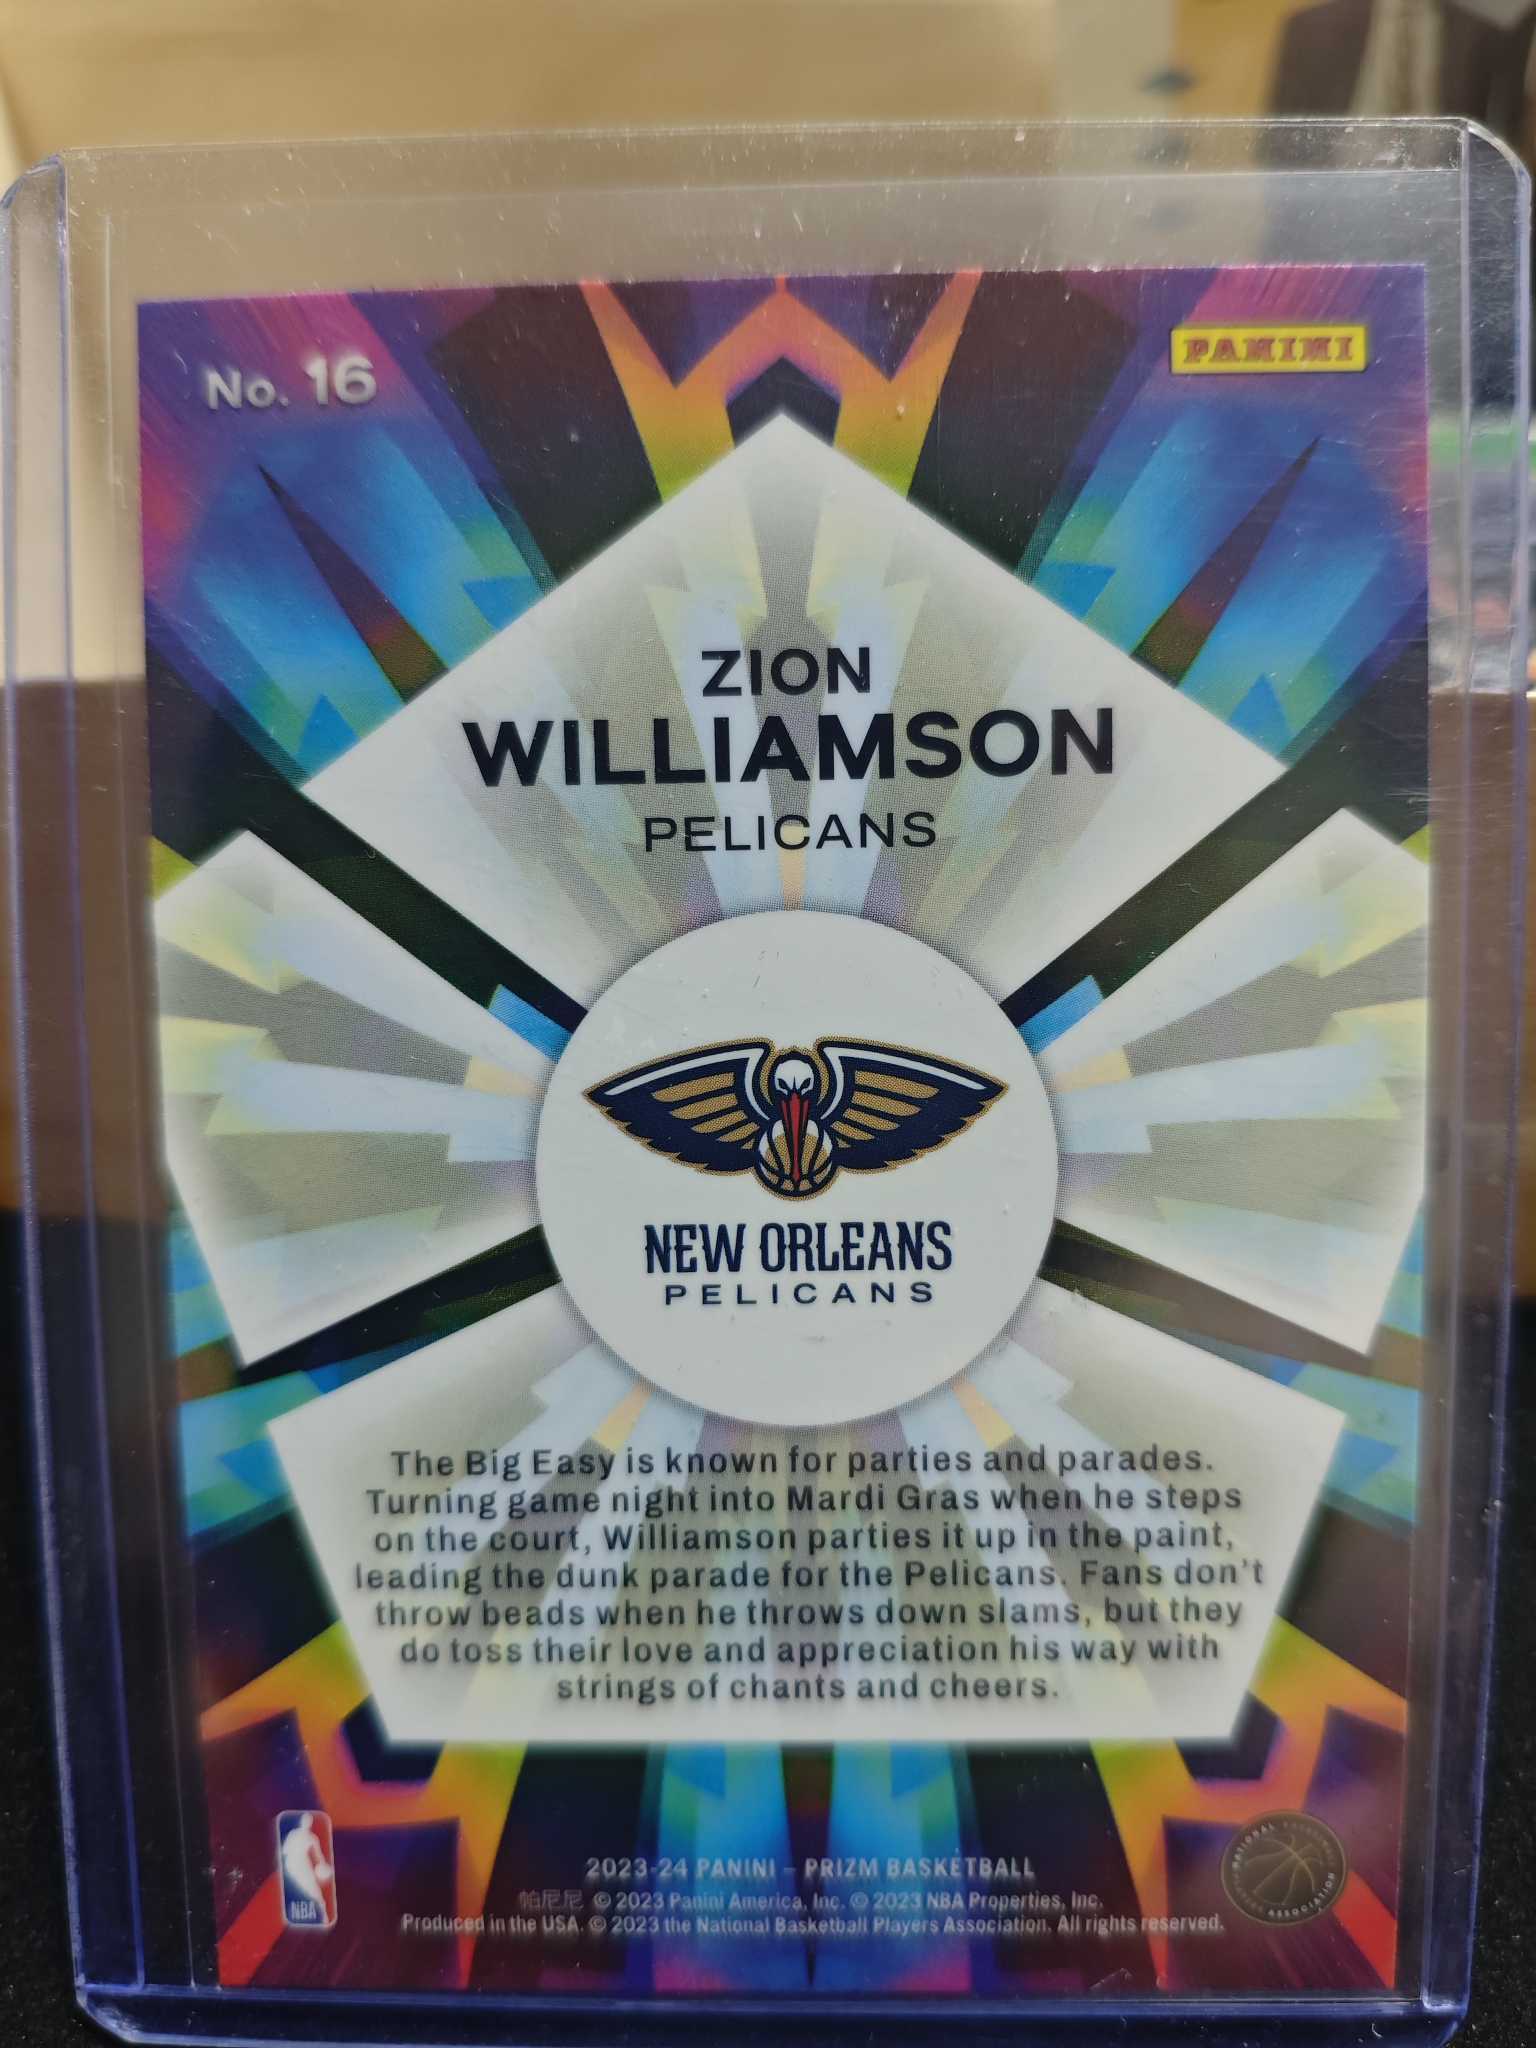 No. 16
PANINI
ZION
WILLIAMSON
PELICANS
NEW ORLEANS
PELICANS
The Big Easy is known for parties and parades.
Turning game night into Mardi Gras when he steps
on the court, Williamson parties it up in the paint,
leading the dunk parade for the Pelicans. Fans don't
throw beads when he throws down slams, but they
do toss their love and appreciation his way with
strings of chants and cheers.
NBA
2023-24 PANINI – PRIZM BASKETBALL
帕尼尼 © 2023 Panini America, Inc. © 2023 NBA Properties, Inc.
Produced in the USA. © 2023 the National Basketball Players Association. All rights reserved.
NATIONAL BASKETBALL
PLAYERS ASSOCIATION